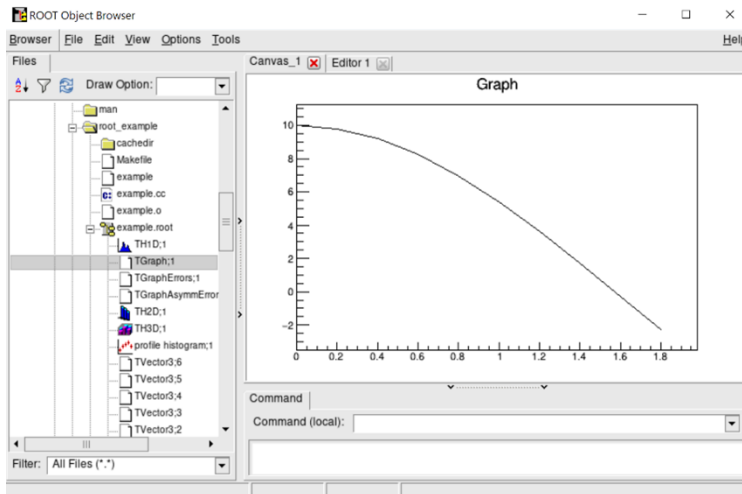 ROOT Object Browser
Browser File Edit View Options Tools
Files
Draw Option:
man
root_example
cachedir
Makefile
example
example.cc
example.o
example.root
TH1D;1
TGraph;1
TGraphErrors;1
TGraphAsymmError
TH2D;1
TH3D;1
profile histogram;1
TVector3;6
TVector3;5
TVector3;4
TVector3;3
TVector3;2
Filter: All Files (*.*)
Help
Canvas_1 Editor 1
Graph
10
8
6
4
2
0
−2
0 0.2 0.4 0.6 0.8 1 1.2 1.4 1.6 1.8
Command
Command (local):